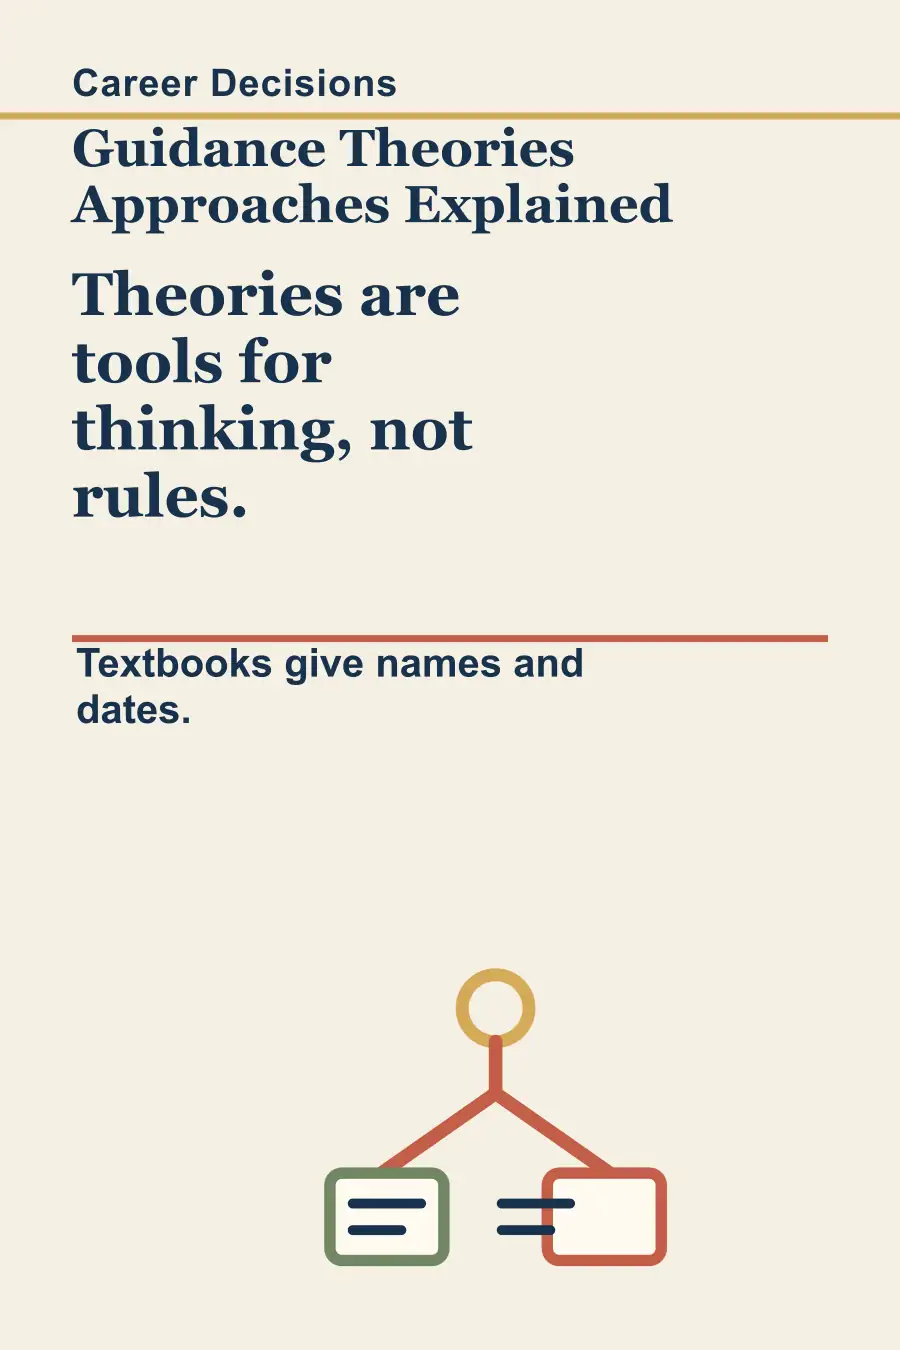 Career Decisions
Guidance Theories
Approaches Explained
Theories are
tools for
thinking, not
rules.
Textbooks give names and
dates.